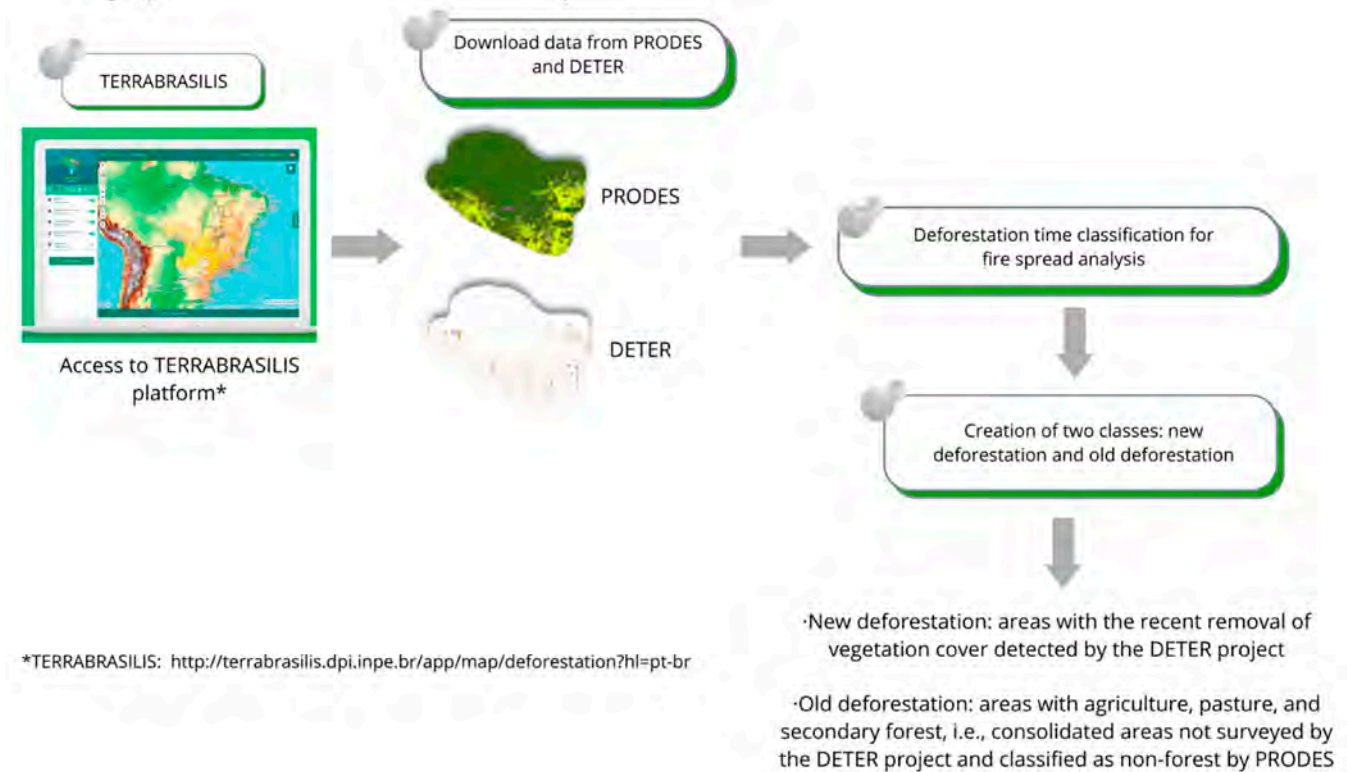 TERRABRASILIS
Access to TERRABRASILIS
platform*
Download data from PRODES
and DETER
PRODES
DETER
Deforestation time classification for
fire spread analysis
Creation of two classes: new
deforestation and old deforestation
·New deforestation: areas with the recent removal of
vegetation cover detected by the DETER project
·Old deforestation: areas with agriculture, pasture, and
secondary forest, i.e., consolidated areas not surveyed by
the DETER project and classified as non-forest by PRODES
*TERRABRASILIS: http://terrabrasilis.dpi.inpe.br/app/map/deforestation?hl=pt-br